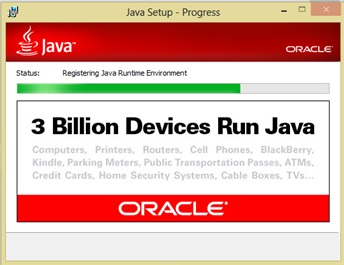 Java Setup - Progress
Java™
ORACLE
Status: Registering Java Runtime Environment
3 Billion Devices Run Java
Computers, Printers, Routers, Cell Phones, BlackBerry,
Kindle, Parking Meters, Public Transportation Passes, ATMs,
Credit Cards, Home Security Systems, Cable Boxes, TVs...
ORACLE®